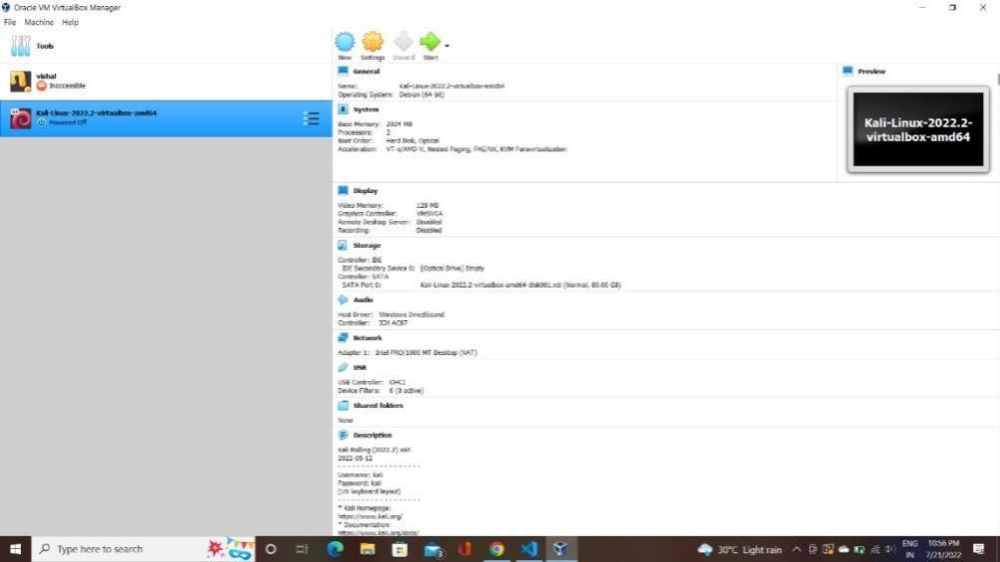 Oracle VM VirtualBox Manager
File Machine Help
Tools
New Settings Discard Start
vishal
Inaccessible
Kali-Linux-2022.2-virtualbox-amd64
Powered Off
General
Name: Kali-Linux-2022.2-virtualbox-amd64
Operating System: Debian (64-bit)
System
Base Memory: 2024 MB
Processors: 2
Boot Order: Hard Disk, Optical
Acceleration: VT-x/AMD-V, Nested Paging, PAE/NX, KVM Paravirtualization
Preview
Kali-Linux-2022.2-
virtualbox-amd64
Display
Video Memory: 128 MB
Graphics Controller: VMSVGA
Remote Desktop Server: Disabled
Recording: Disabled
Storage
Controller: IDE
IDE Secondary Device 0: [Optical Drive] Empty
Controller: SATA
SATA Port 0: Kali-Linux-2022.2-virtualbox-amd64-disk001.vdi (Normal, 80.00 GB)
Audio
Host Driver: Windows DirectSound
Controller: ICH AC97
Network
Adapter 1: Intel PRO/1000 MT Desktop (NAT)
USB
USB Controller: OHCI
Device Filters: 0 (0 active)
Shared folders
None
Description
Kali Rolling (2022.2) x64
2022-05-12
- - - - - - - - - - - - - - - - - -
Username: kali
Password: kali
(US keyboard layout)
- - - - - - - - - - - - - - - - - -
* Kali Homepage:
https://www.kali.org/
* Documentation:
https://www.kali.org/docs/
Type here to search
30°C Light rain
ENG
IN
10:56 PM
7/21/2022